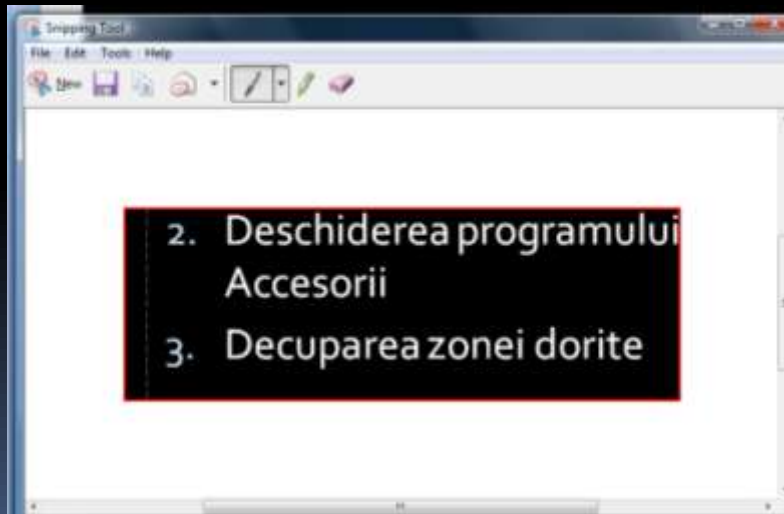 Snipping Tool
File Edit Tools Help
New
2. Deschiderea programului
Accesorii
3. Decuparea zonei dorite